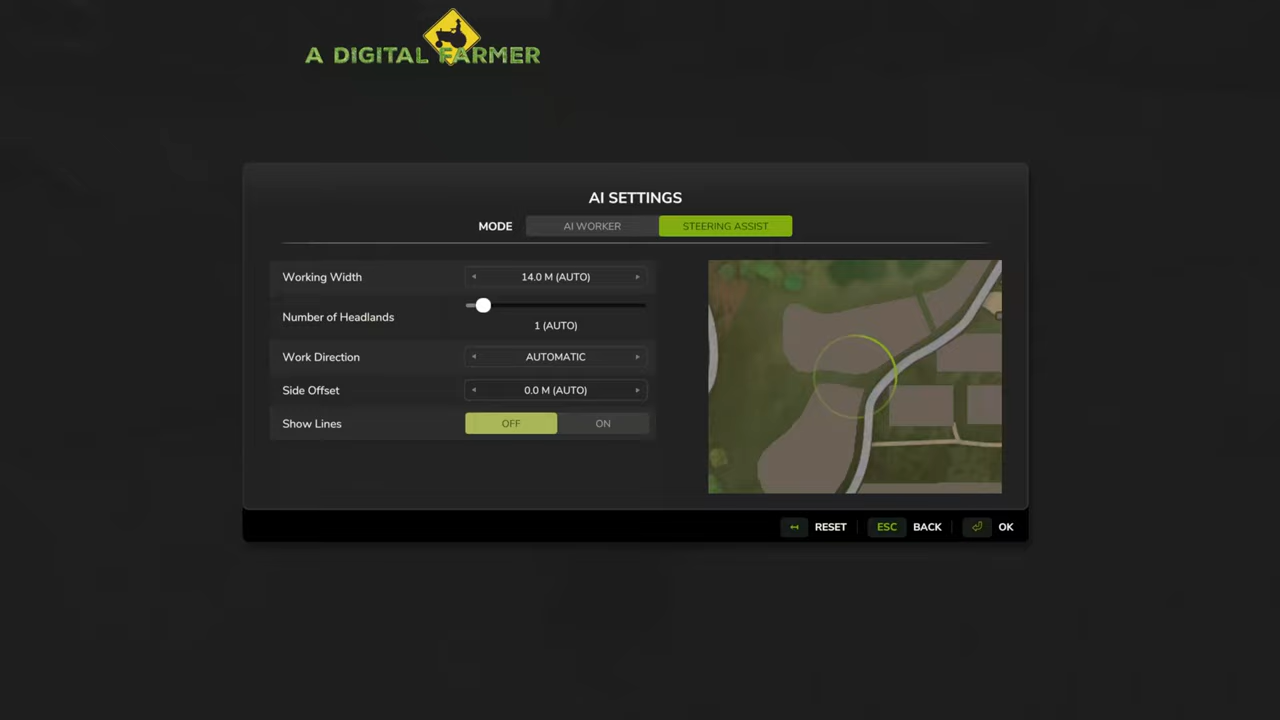 A DIGITAL FARMER
AI SETTINGS
MODE AI WORKER STEERING ASSIST
Working Width 14.0 M (AUTO)
Number of Headlands
1 (AUTO)
Work Direction AUTOMATIC
Side Offset 0.0 M (AUTO)
Show Lines OFF ON
RESET ESC BACK OK